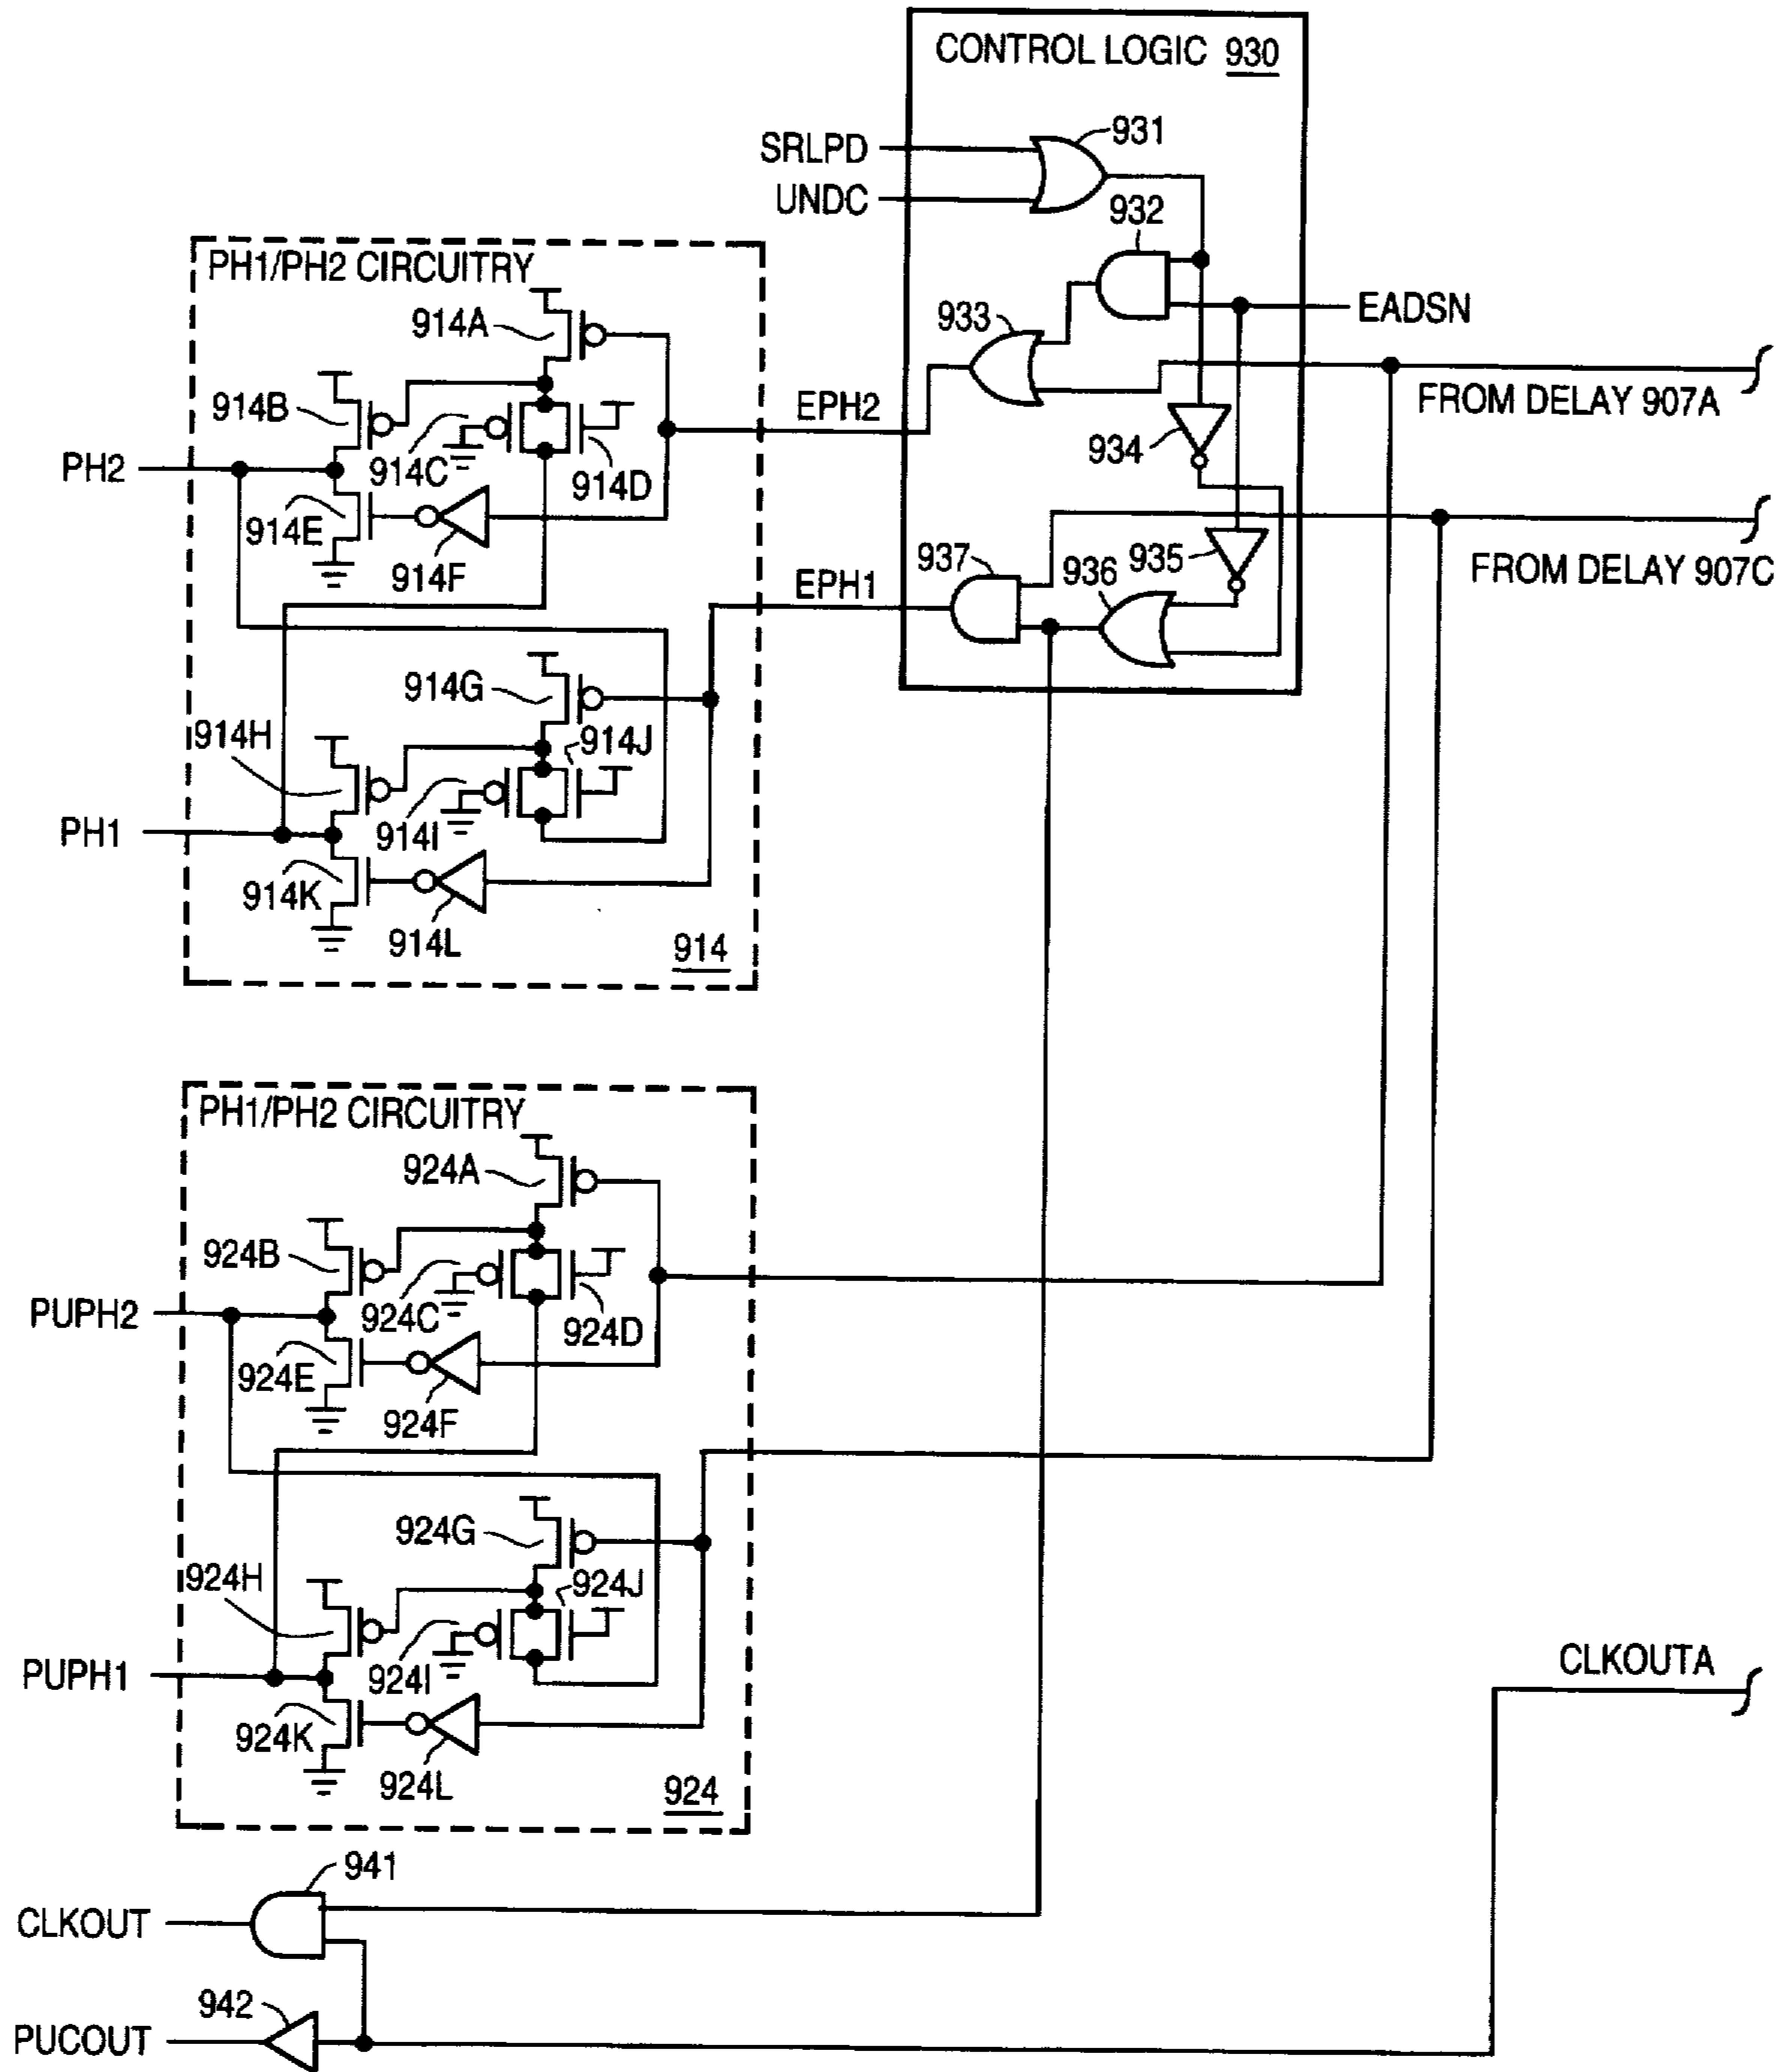 CONTROL LOGIC 930
SRLPD
931
UNDC
932
PH1/PH2 CIRCUITRY
914A
933
EADSN
914B
EPH2
FROM DELAY 907A
914C
934
PH2
914D
914E
914F
937
936
935
FROM DELAY 907C
EPH1
914G
914H
914J
914I
PH1
914K
914L
914
PH1/PH2 CIRCUITRY
924A
924B
924C
PUPH2
924D
924E
924F
924G
924H
924J
924I
PUPH1
CLKOUTA
924K
924L
924
941
CLKOUT
942
PUCOUT